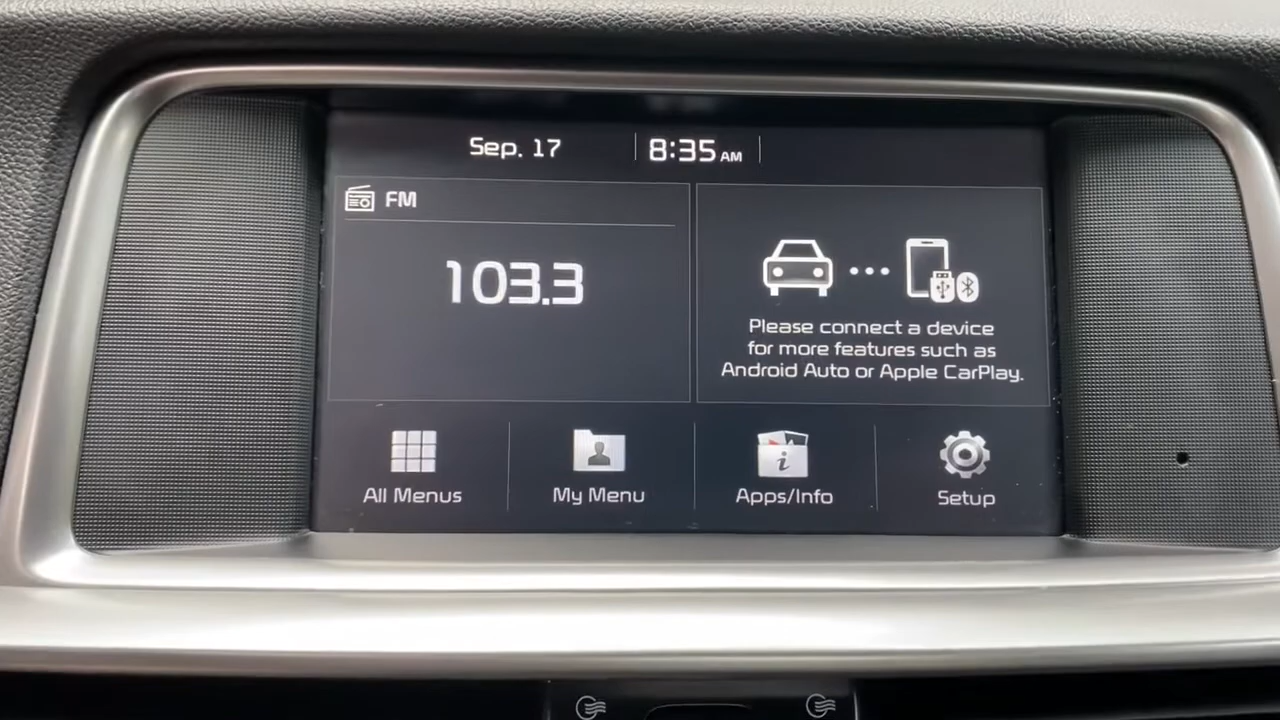 Sep. 17
8:35 AM
FM
103.3
Please connect a device
for more features such as
Android Auto or Apple CarPlay.
All Menus
My Menu
Apps/Info
Setup